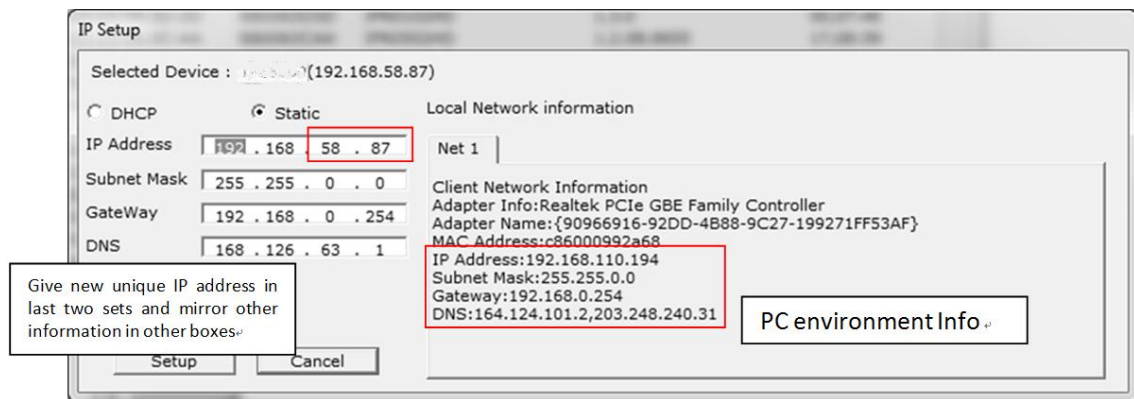 IP Setup
Selected Device : (192.168.58.87)
DHCP Static
IP Address 192 . 168 . 58 . 87
Subnet Mask 255 . 255 . 0 . 0
GateWay 192 . 168 . 0 . 254
DNS 168 . 126 . 63 . 1
Give new unique IP address in
last two sets and mirror other
information in other boxes
Setup Cancel
Local Network information
Net 1
Client Network Information
Adapter Info:Realtek PCIe GBE Family Controller
Adapter Name:{90966916-92DD-4B88-9C27-199271FF53AF}
MAC Address:c86000992a68
IP Address:192.168.110.194
Subnet Mask:255.255.0.0
Gateway:192.168.0.254
DNS:164.124.101.2,203.248.240.31
PC environment Info